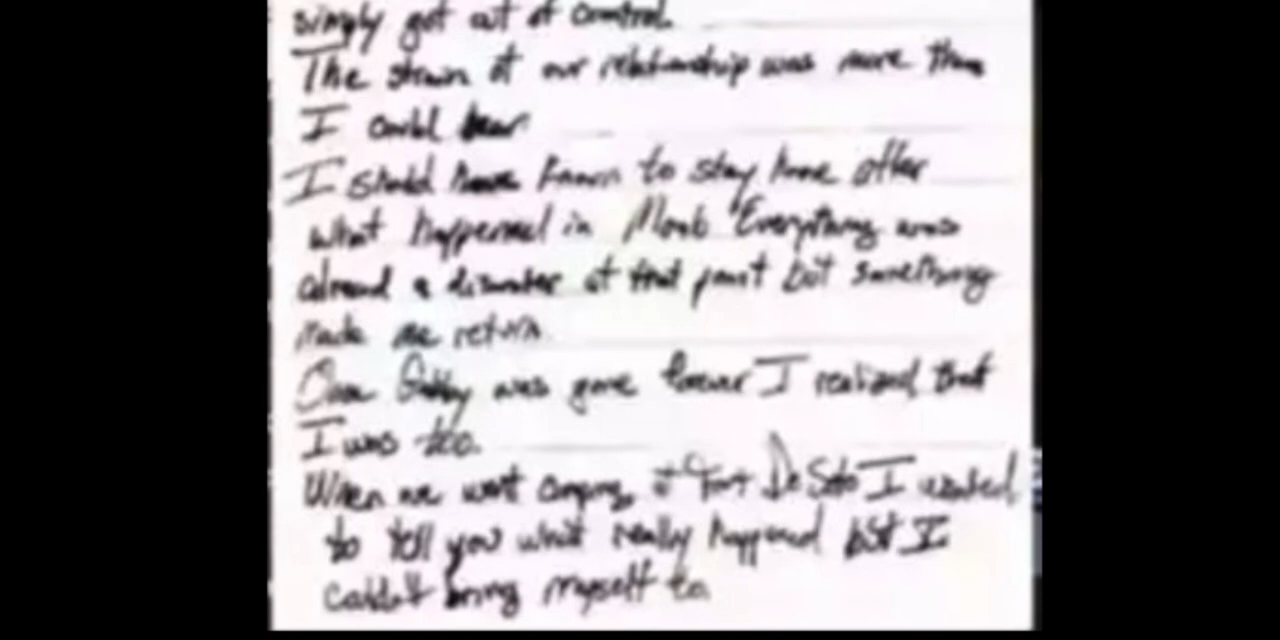 simply got out of control.
The strain of our relationship was more than
I could bear
I should have known to stay home after
what happened in Moab Everything was
already a disaster at that point but something
made me return.
Once Gabby was gone forever I realized that
I was too.
When we went camping at Fort De Soto I wanted
to tell you what really happened but I
couldn't bring myself to.